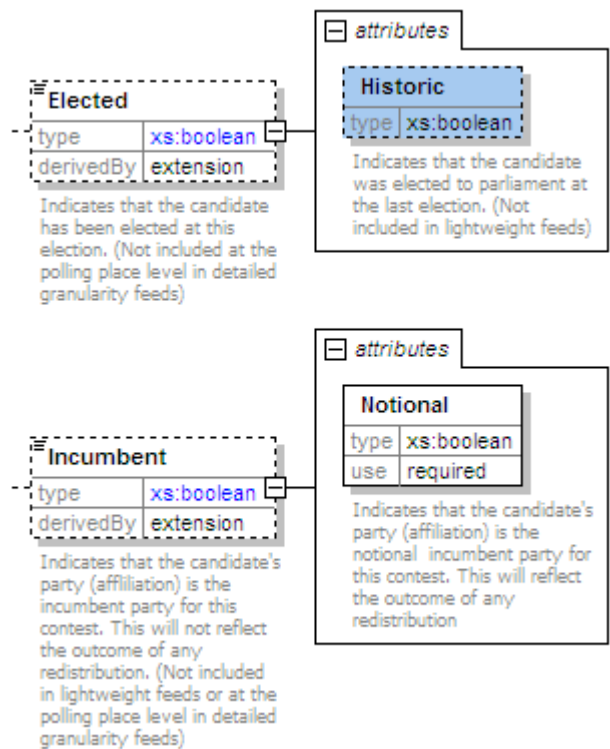 attributes
Elected
type xs:boolean
derivedBy extension
Indicates that the candidate
has been elected at this
election. (Not included at the
polling place level in detailed
granularity feeds)
Historic
type xs:boolean
Indicates that the candidate
was elected to parliament at
the last election. (Not
included in lightweight feeds)
attributes
Incumbent
type xs:boolean
derivedBy extension
Indicates that the candidate's
party (affliliation) is the
incumbent party for this
contest. This will not reflect
the outcome of any
redistribution. (Not included
in lightweight feeds or at the
polling place level in detailed
granularity feeds)
Notional
type xs:boolean
use required
Indicates that the candidate's
party (affiliation) is the
notional incumbent party for
this contest. This will reflect
the outcome of any
redistribution